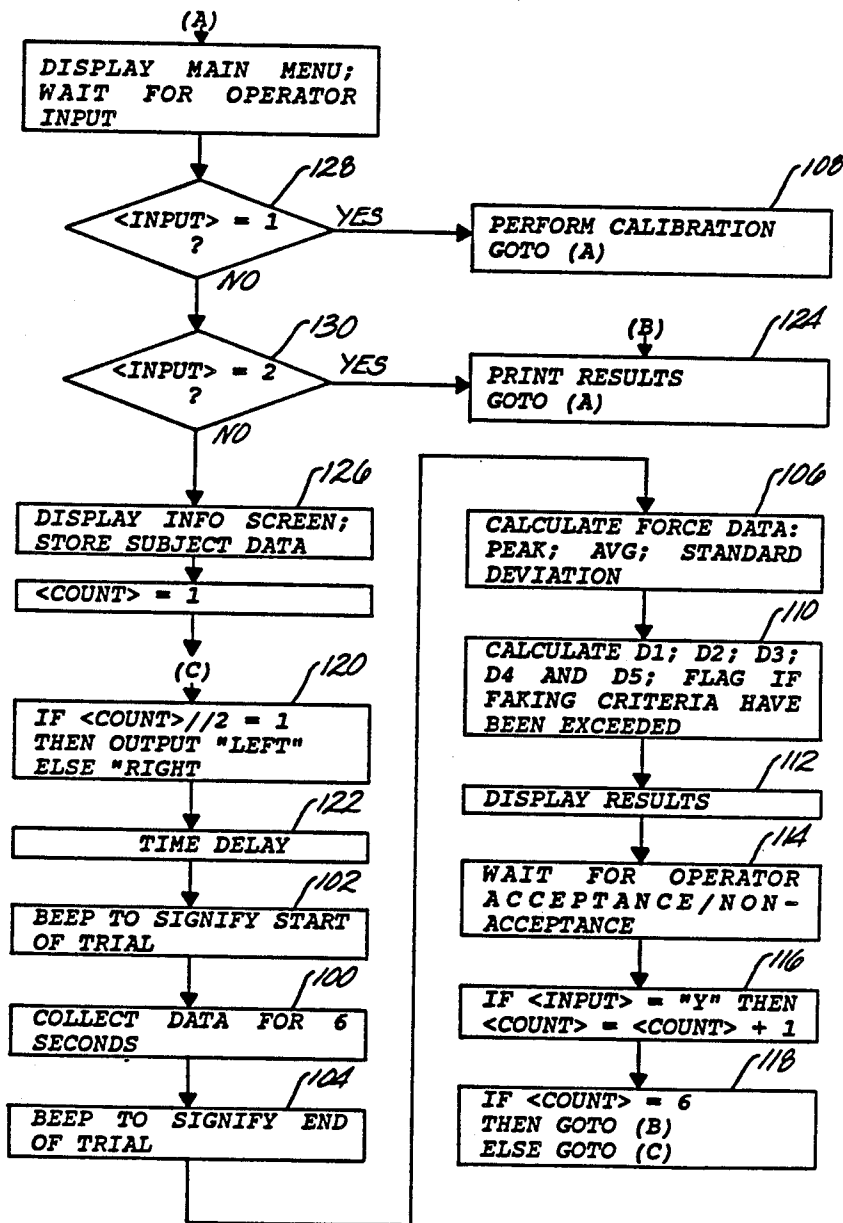 (A)
DISPLAY MAIN MENU;
WAIT FOR OPERATOR
INPUT
128
<INPUT> = 1
?
YES
NO
108
PERFORM CALIBRATION
GOTO (A)
130
<INPUT> = 2
?
YES
NO
(B)
124
PRINT RESULTS
GOTO (A)
126
DISPLAY INFO SCREEN;
STORE SUBJECT DATA
<COUNT> = 1
(C)
120
IF <COUNT>//2 = 1
THEN OUTPUT "LEFT"
ELSE "RIGHT
122
TIME DELAY
102
BEEP TO SIGNIFY START
OF TRIAL
100
COLLECT DATA FOR 6
SECONDS
104
BEEP TO SIGNIFY END
OF TRIAL
106
CALCULATE FORCE DATA:
PEAK; AVG; STANDARD
DEVIATION
110
CALCULATE D1; D2; D3;
D4 AND D5; FLAG IF
FAKING CRITERIA HAVE
BEEN EXCEEDED
112
DISPLAY RESULTS
114
WAIT FOR OPERATOR
ACCEPTANCE/NON-
ACCEPTANCE
116
IF <INPUT> = "Y" THEN
<COUNT> = <COUNT> + 1
118
IF <COUNT> = 6
THEN GOTO (B)
ELSE GOTO (C)